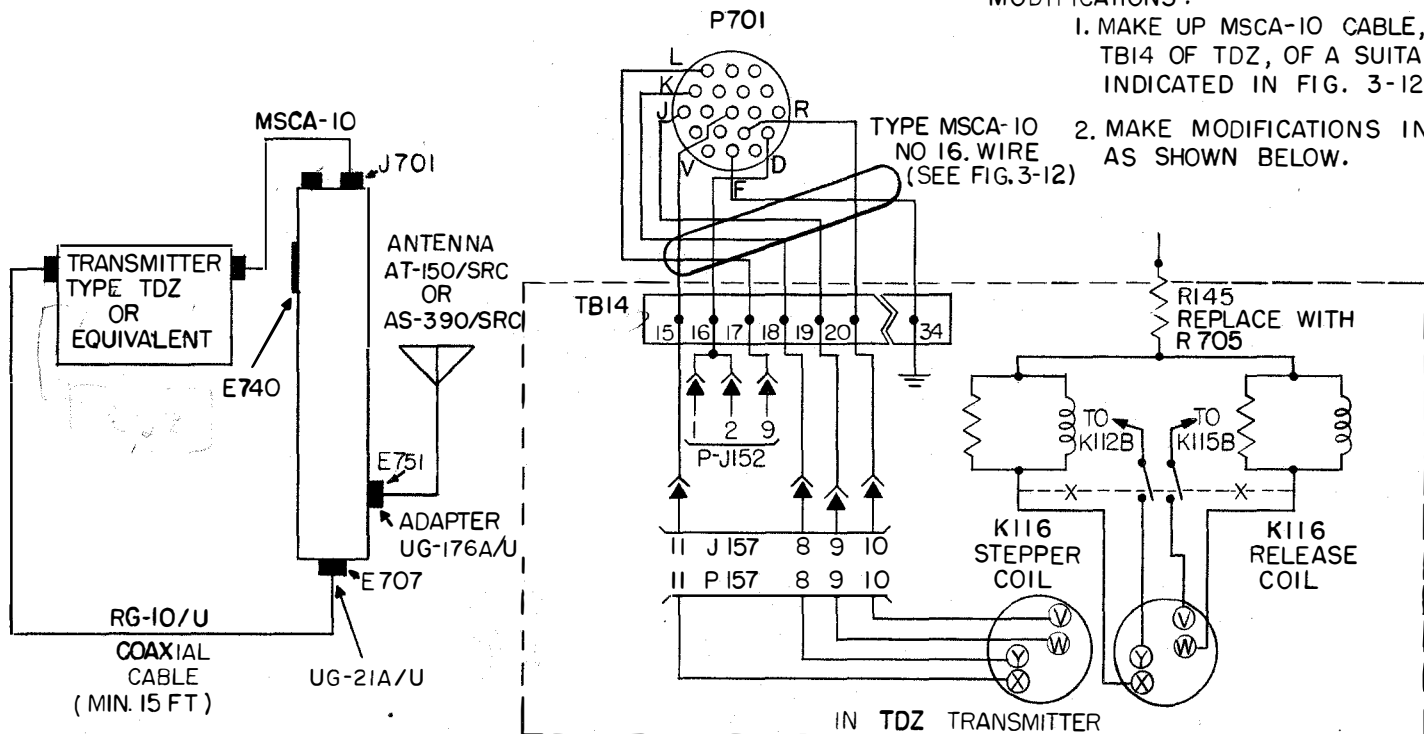 MODIFICATIONS:
1. MAKE UP MSCA-10 CABLE,
TB14 OF TDZ, OF A SUITA
INDICATED IN FIG. 3-12
2. MAKE MODIFICATIONS IN
AS SHOWN BELOW.
MSCA-10
J701
TRANSMITTER
TYPE TDZ
OR
EQUIVALENT
E740
ANTENNA
AT-150/SRC
OR
AS-390/SRC
E751
ADAPTER
UG-176A/U
E707
RG-10/U
COAXIAL
CABLE
(MIN. 15 FT)
UG-21A/U
P701
L
K
J
R
V
F
D
TYPE MSCA-10
NO 16. WIRE
(SEE FIG. 3-12)
TB14
15 16 17 18 19 20 34
1 2 9
P-J152
11 J157 8 9 10
11 P157 8 9 10
R145
REPLACE WITH
R705
TO
K112B
TO
K115B
X X
K116
STEPPER
COIL
K116
RELEASE
COIL
V
W
Y
X
V
W
Y
X
IN TDZ TRANSMITTER